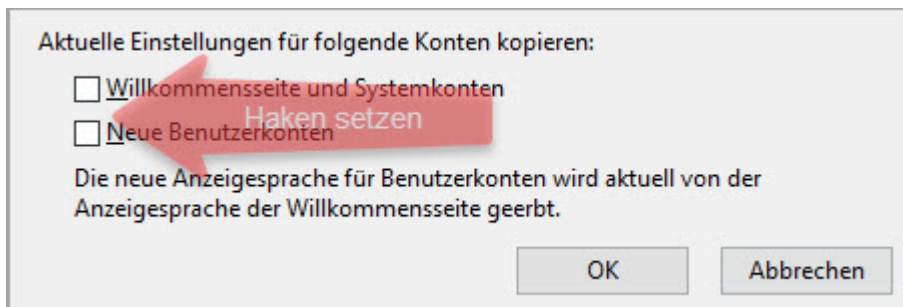 Aktuelle Einstellungen für folgende Konten kopieren:
Willkommensseite und Systemkonten
Haken setzen
Neue Benutzerkonten
Die neue Anzeigesprache für Benutzerkonten wird aktuell von der
Anzeigesprache der Willkommensseite geerbt.
OK
Abbrechen